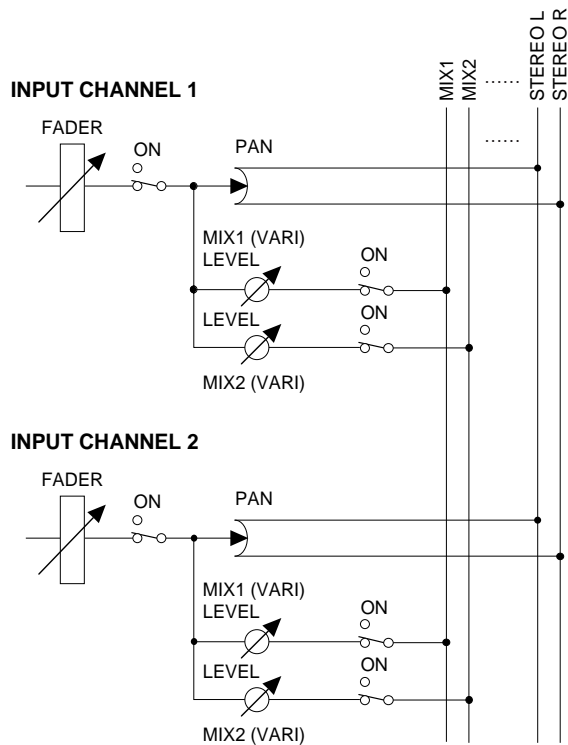 MIX1
MIX2
......
STEREO L
STEREO R
......
INPUT CHANNEL 1
FADER
ON
PAN
MIX1 (VARI)
LEVEL
ON
LEVEL
ON
MIX2 (VARI)
INPUT CHANNEL 2
FADER
ON
PAN
MIX1 (VARI)
LEVEL
ON
LEVEL
ON
MIX2 (VARI)